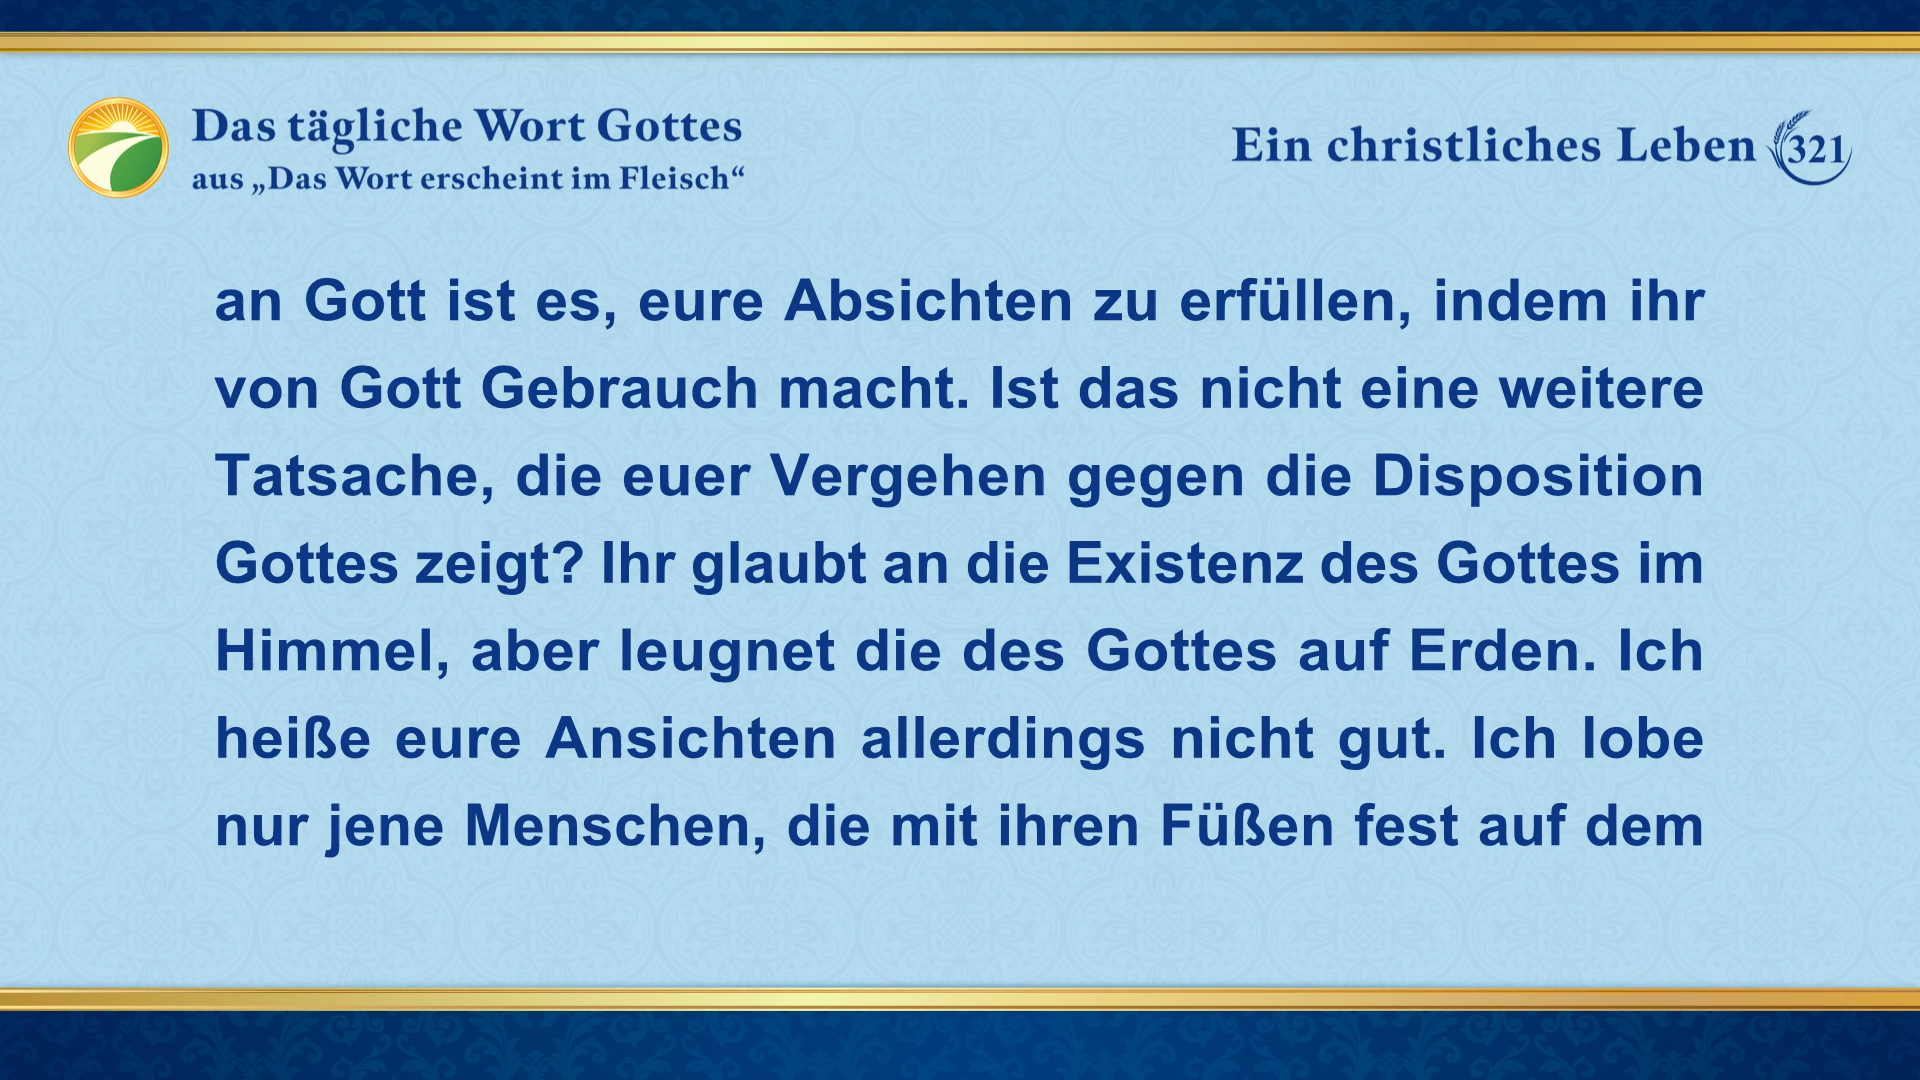 Das tägliche Wort Gottes
aus „Das Wort erscheint im Fleisch“
Ein christliches Leben 321
an Gott ist es, eure Absichten zu erfüllen, indem ihr
von Gott Gebrauch macht. Ist das nicht eine weitere
Tatsache, die euer Vergehen gegen die Disposition
Gottes zeigt? Ihr glaubt an die Existenz des Gottes im
Himmel, aber leugnet die des Gottes auf Erden. Ich
heiße eure Ansichten allerdings nicht gut. Ich lobe
nur jene Menschen, die mit ihren Füßen fest auf dem